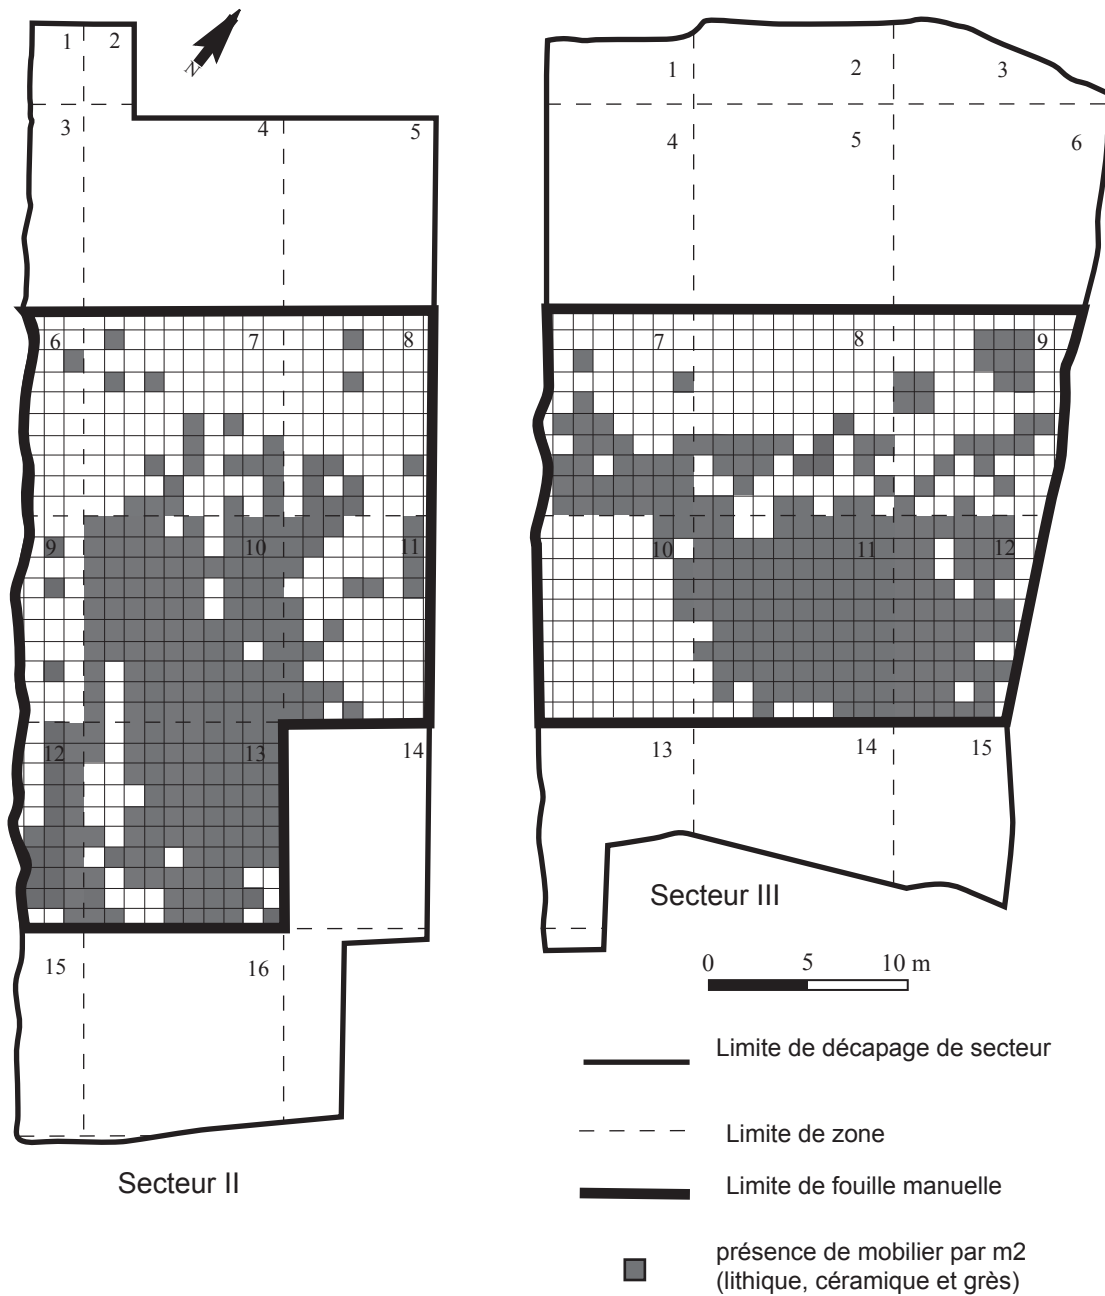 1 2
N
3 4 5
6 7 8
9 10 11
12 13 14
15 16
Secteur II
1 2 3
4 5 6
7 8 9
10 11 12
13 14 15
Secteur III
0 5 10 m
Limite de décapage de secteur
Limite de zone
Limite de fouille manuelle
présence de mobilier par m2
(lithique, céramique et grès)